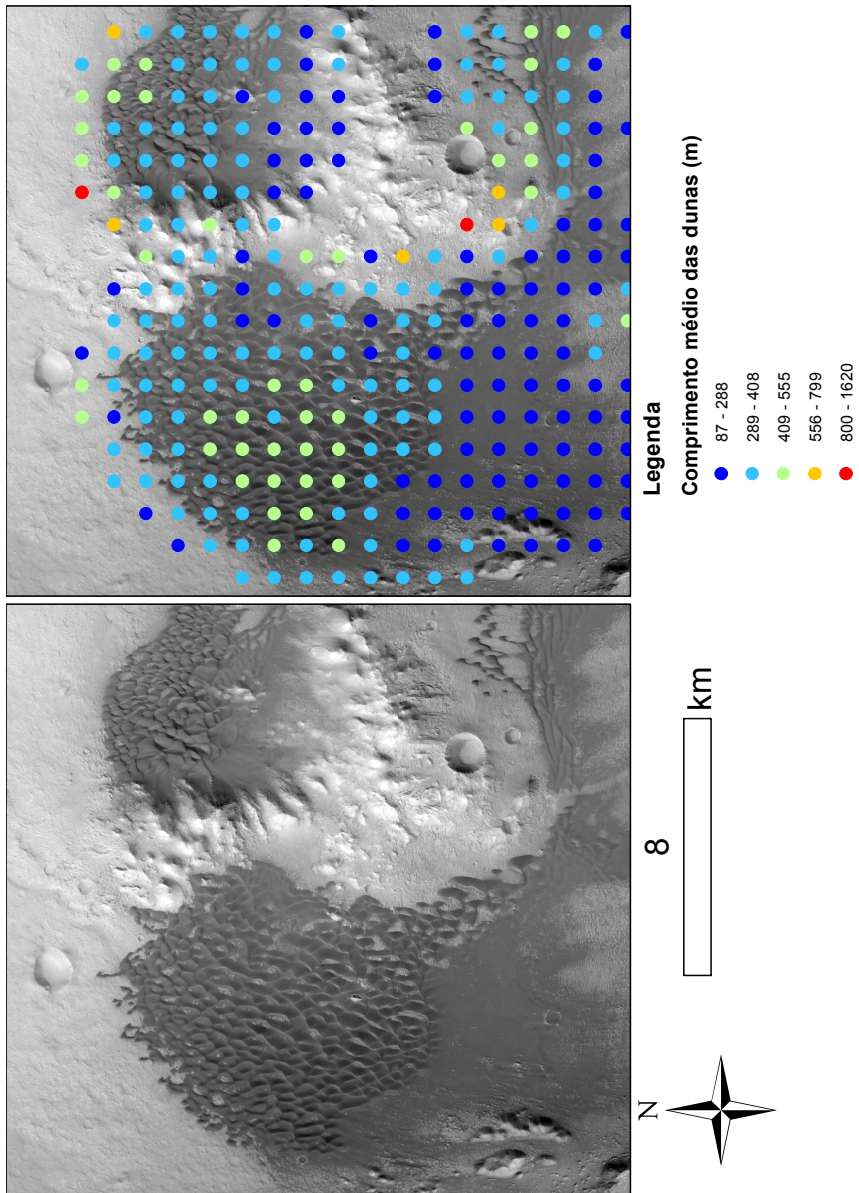 Legenda
Comprimento médio das dunas (m)
87 - 288
289 - 408
409 - 555
556 - 799
800 - 1620
8
km
N